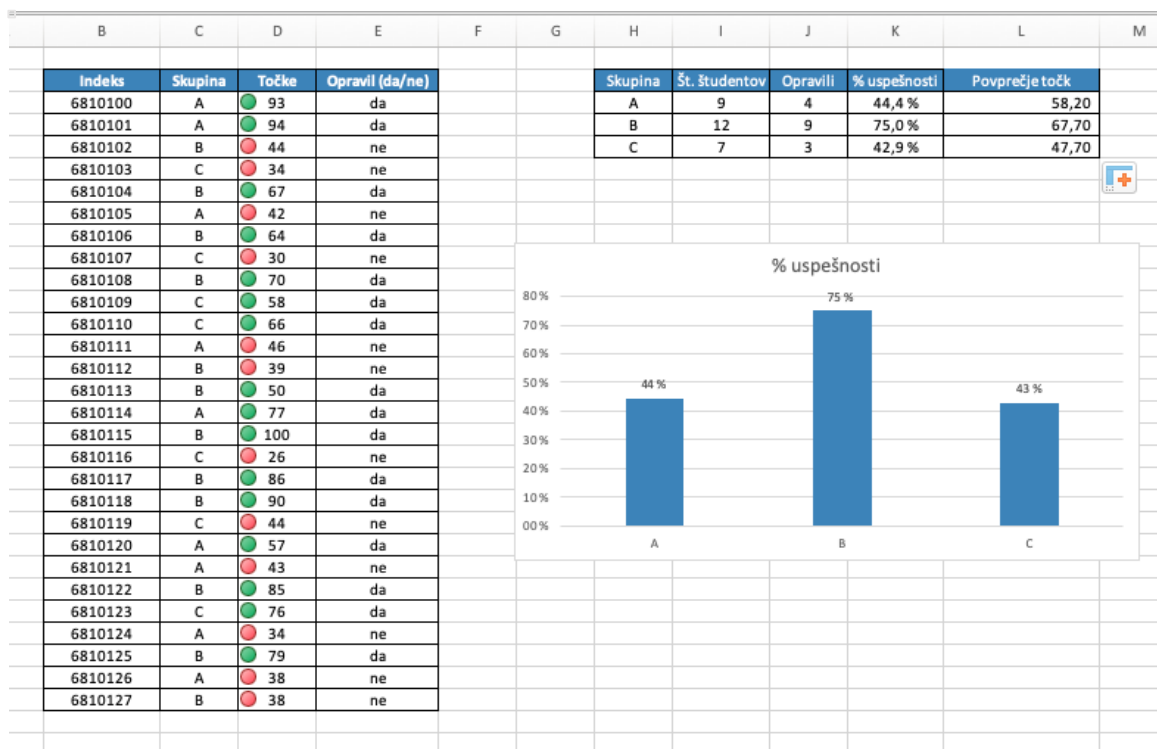 B C D E F G H I J K L M
Indeks Skupina Točke Opravil (da/ne) Skupina Št. študentov Opravili % uspešnosti Povprečje točk
6810100 A 93 da A 9 4 44,4 % 58,20
6810101 A 94 da B 12 9 75,0 % 67,70
6810102 B 44 ne C 7 3 42,9 % 47,70
6810103 C 34 ne
6810104 B 67 da
6810105 A 42 ne
6810106 B 64 da
6810107 C 30 ne
6810108 B 70 da
6810109 C 58 da
6810110 C 66 da
6810111 A 46 ne
6810112 B 39 ne
6810113 B 50 da
6810114 A 77 da
6810115 B 100 da
6810116 C 26 ne
6810117 B 86 da
6810118 B 90 da
6810119 C 44 ne
6810120 A 57 da
6810121 A 43 ne
6810122 B 85 da
6810123 C 76 da
6810124 A 34 ne
6810125 B 79 da
6810126 A 38 ne
6810127 B 38 ne
% uspešnosti
80 %
75 %
70 %
60 %
50 %
44 %
43 %
40 %
30 %
20 %
10 %
00 %
A B C